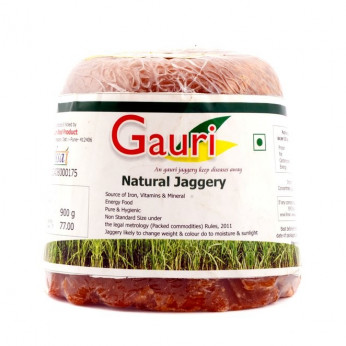 Gauri
An gauri jaggery keep diseases away
Natural Jaggery
Source of Iron, Vitamins & Mineral
Energy Food
Pure & Hygienic
Non Standard Size under
the legal metrology (Packed commodities) Rules, 2011
Jaggery likely to change weight & colour do to moisture & sunlight
Product
900 g
77.00